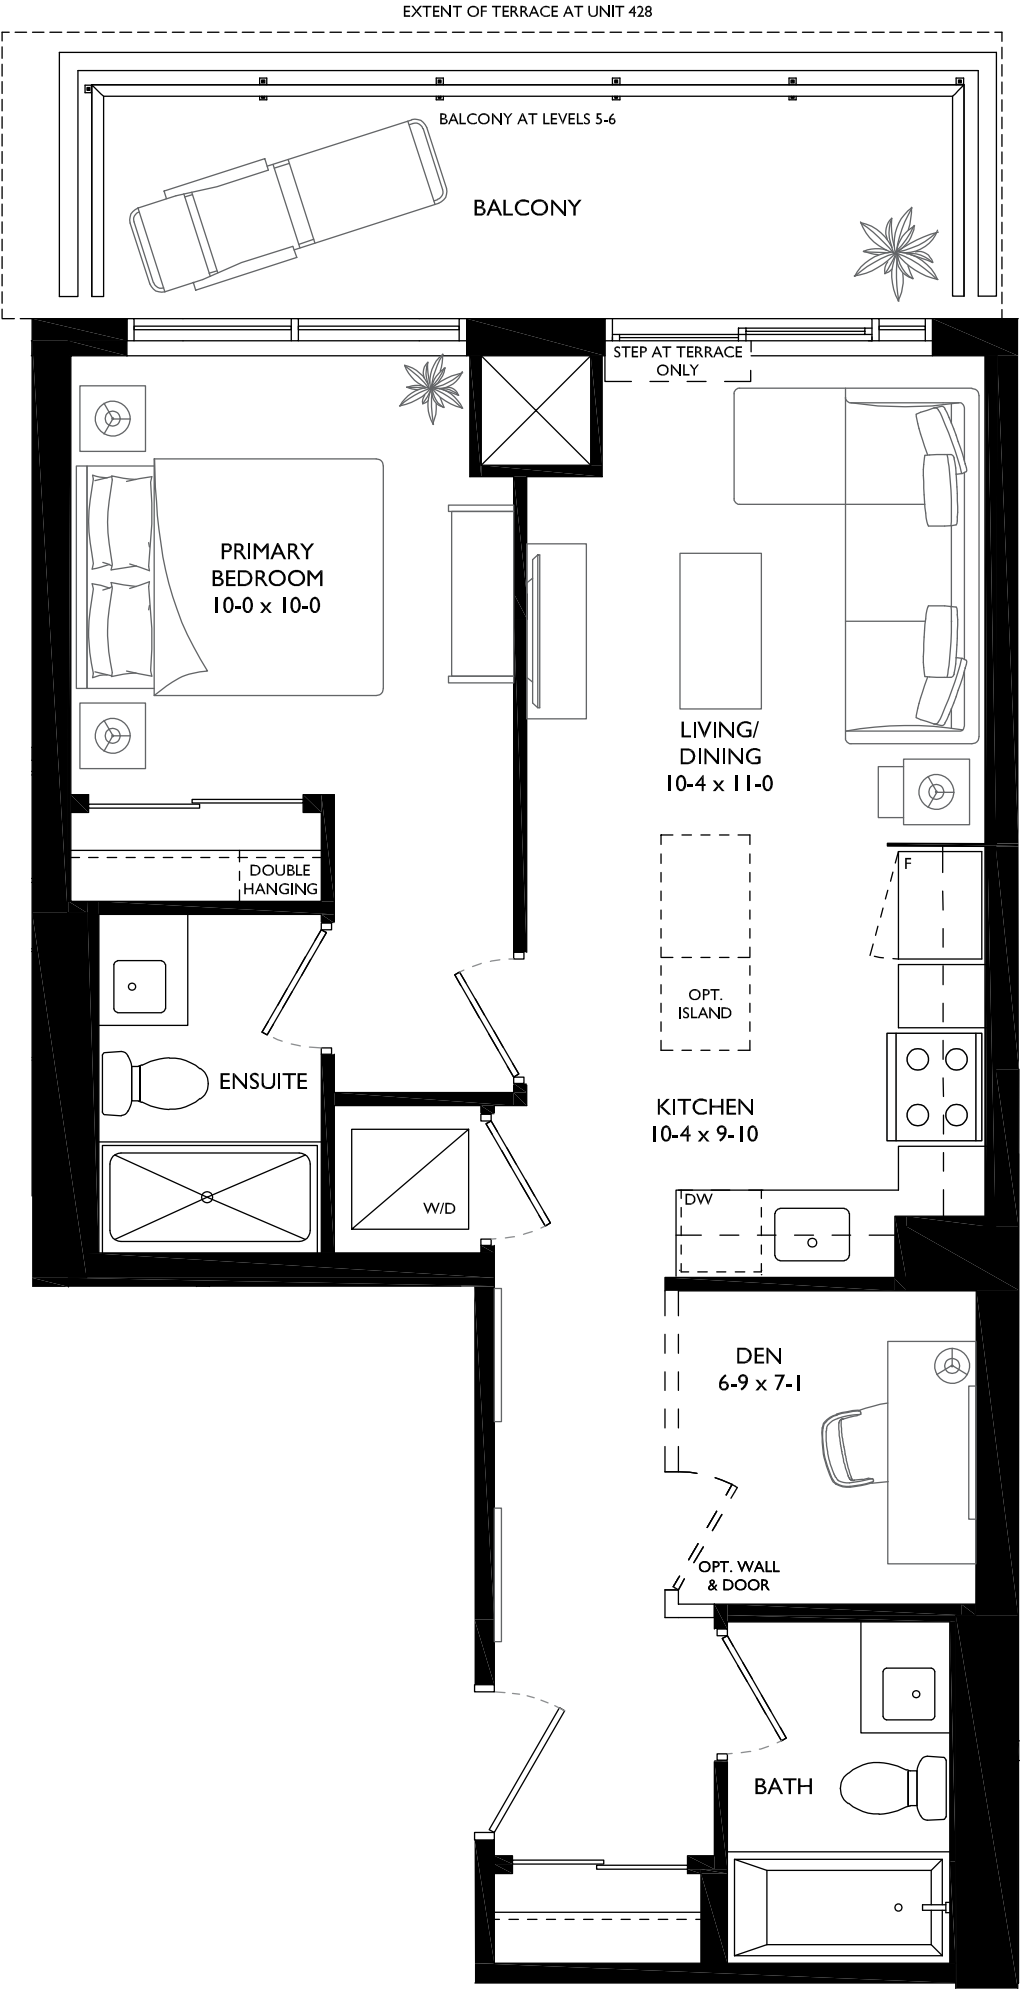 EXTENT OF TERRACE AT UNIT 428
BALCONY AT LEVELS 5-6
BALCONY
STEP AT TERRACE
ONLY
PRIMARY
BEDROOM
10-0 x 10-0
LIVING/
DINING
10-4 x 11-0
DOUBLE
HANGING
F
OPT.
ISLAND
ENSUITE
KITCHEN
10-4 x 9-10
W/D
DW
DEN
6-9 x 7-1
OPT. WALL
& DOOR
BATH